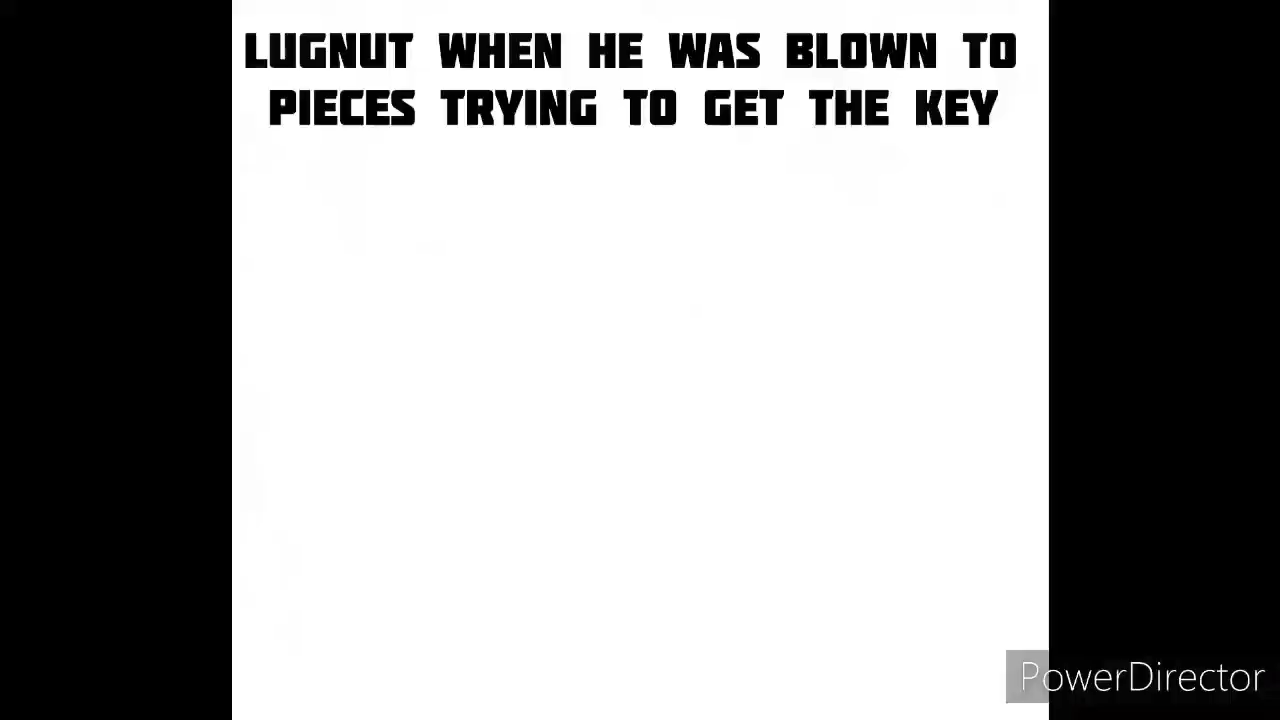 LUGNUT WHEN HE WAS BLOWN TO
PIECES TRYING TO GET THE KEY
PowerDirector